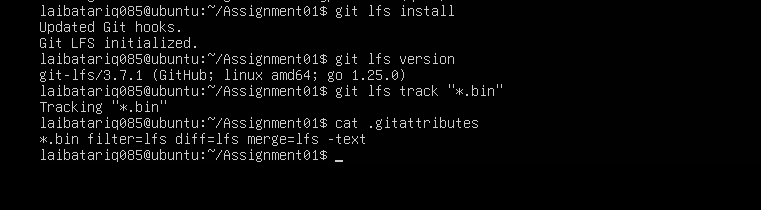 laibatariq085@ubuntu:~/Assignment01$ git lfs install
Updated Git hooks.
Git LFS initialized.
laibatariq085@ubuntu:~/Assignment01$ git lfs version
git-lfs/3.7.1 (GitHub; linux amd64; go 1.25.0)
laibatariq085@ubuntu:~/Assignment01$ git lfs track "*.bin"
Tracking "*.bin"
laibatariq085@ubuntu:~/Assignment01$ cat .gitattributes
*.bin filter=lfs diff=lfs merge=lfs -text
laibatariq085@ubuntu:~/Assignment01$ _